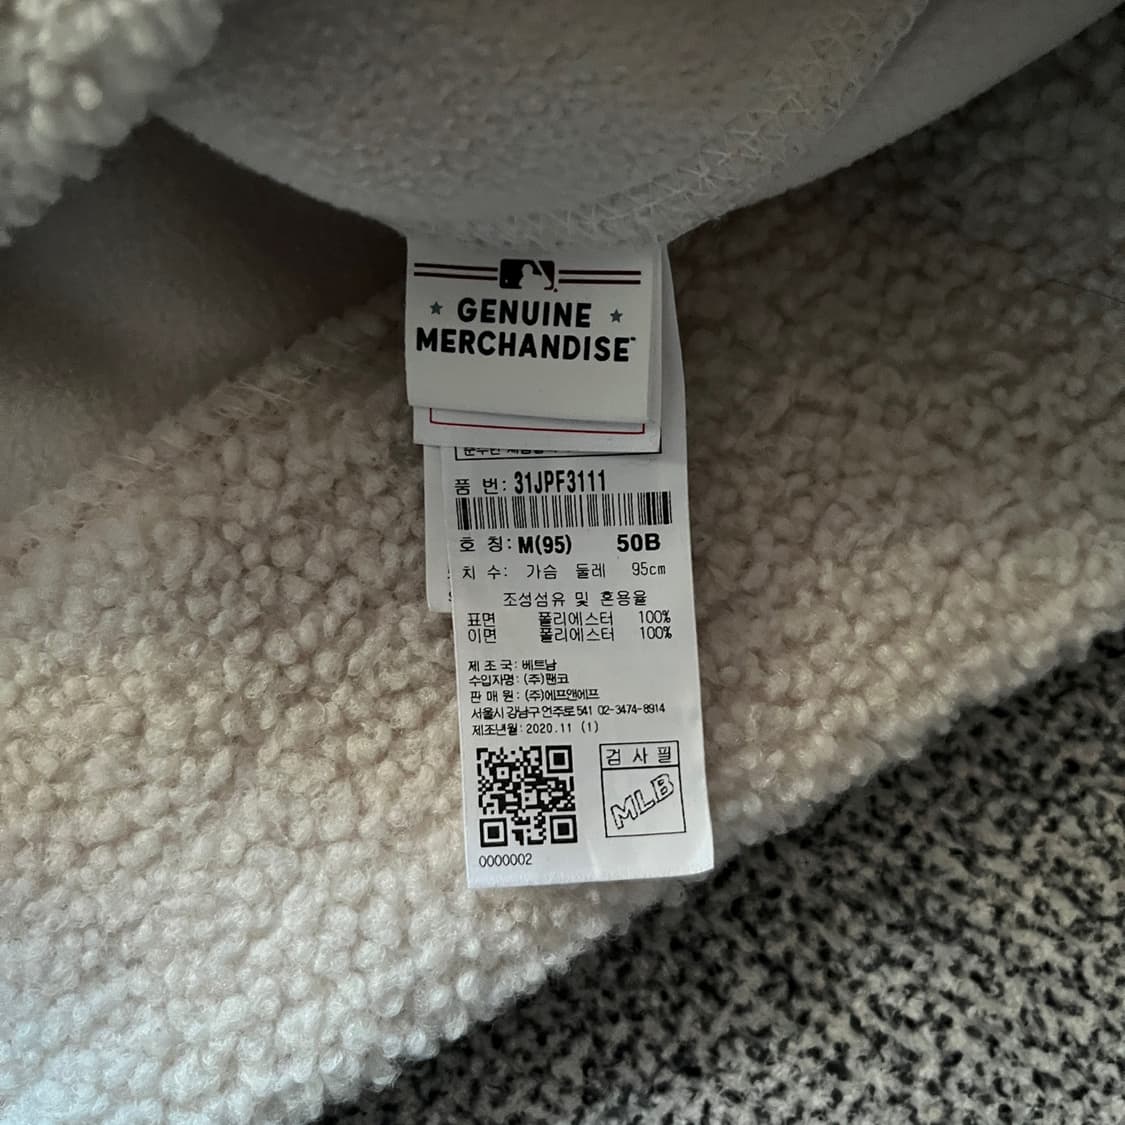 ★ GENUINE ★
MERCHANDISE™
품 번: 31JPF3111
호 칭: M(95) 50B
치 수: 가슴 둘레 95cm
조성섬유 및 혼용율
표면 폴리에스터 100%
이면 폴리에스터 100%
제 조 국: 베트남
수입자명: (주)팬코
판 매 원: (주)에프앤에프
서울시 강남구 언주로 541 02-3474-8914
제조년월: 2020.11 (1)
검 사 필
MLB
0000002